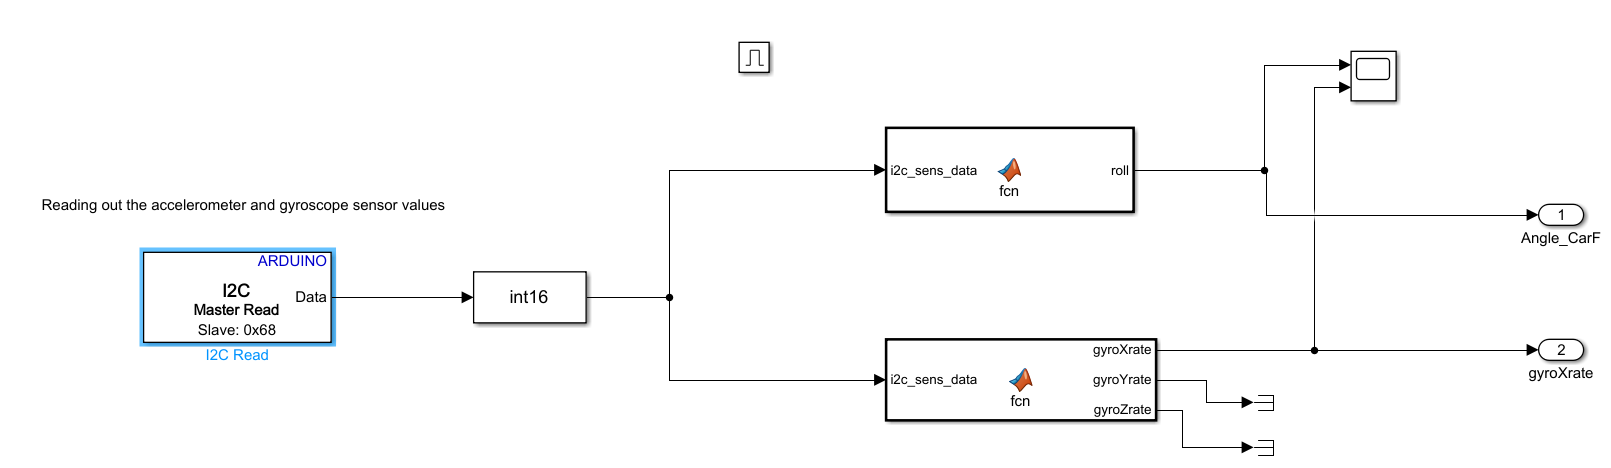 i2c_sens_data
fcn
roll
Reading out the accelerometer and gyroscope sensor values
1
Angle_CarF
ARDUINO
I2C
Master Read
Slave: 0x68
Data
I2C Read
int16
i2c_sens_data
fcn
gyroXrate
gyroYrate
gyroZrate
2
gyroXrate